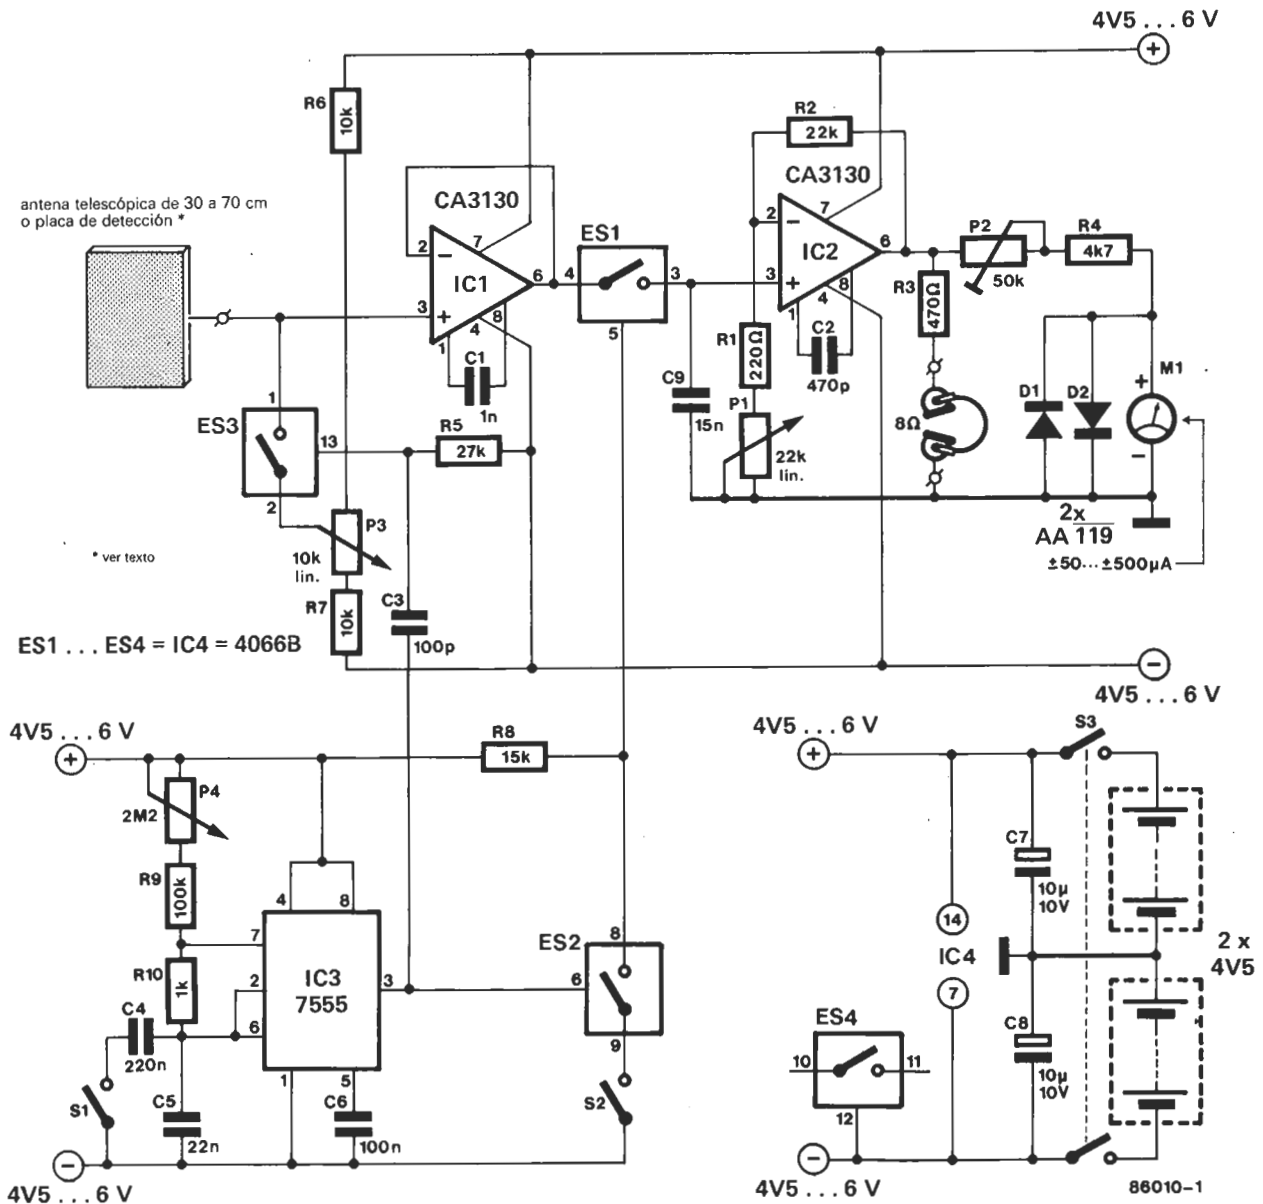 4V5 . . . 6 V
+
R6
10k
R2
22k
CA3130
antena telescópica de 30 a 70 cm
o placa de detección *
CA3130
2
7
IC1
6
3
1
4
8
C1
1n
ES1
4
3
5
2
7
IC2
6
3
1
4
8
C2
470p
P2
50k
R4
4k7
R3
470Ω
R1
220Ω
C9
15n
P1
22k
lin.
8Ω
D1
D2
M1
+
−
2x
AA 119
±50...±500µA
1
ES3
13
2
R5
27k
P3
10k
lin.
* ver texto
R7
10k
C3
100p
ES1 . . . ES4 = IC4 = 4066B
−
4V5 . . . 6 V
4V5 . . . 6 V
+
R8
15k
P4
2M2
R9
100k
4
8
7
R10
1k
2
IC3
7555
3
6
C4
220n
1
5
S1
C5
22n
C6
100n
ES2
8
6
9
S2
−
4V5 . . . 6 V
4V5 . . . 6 V
+
S3
C7
10µ
10V
14
IC4
7
2 x
4V5
C8
10µ
10V
ES4
10
11
12
−
4V5 . . . 6 V
86010-1